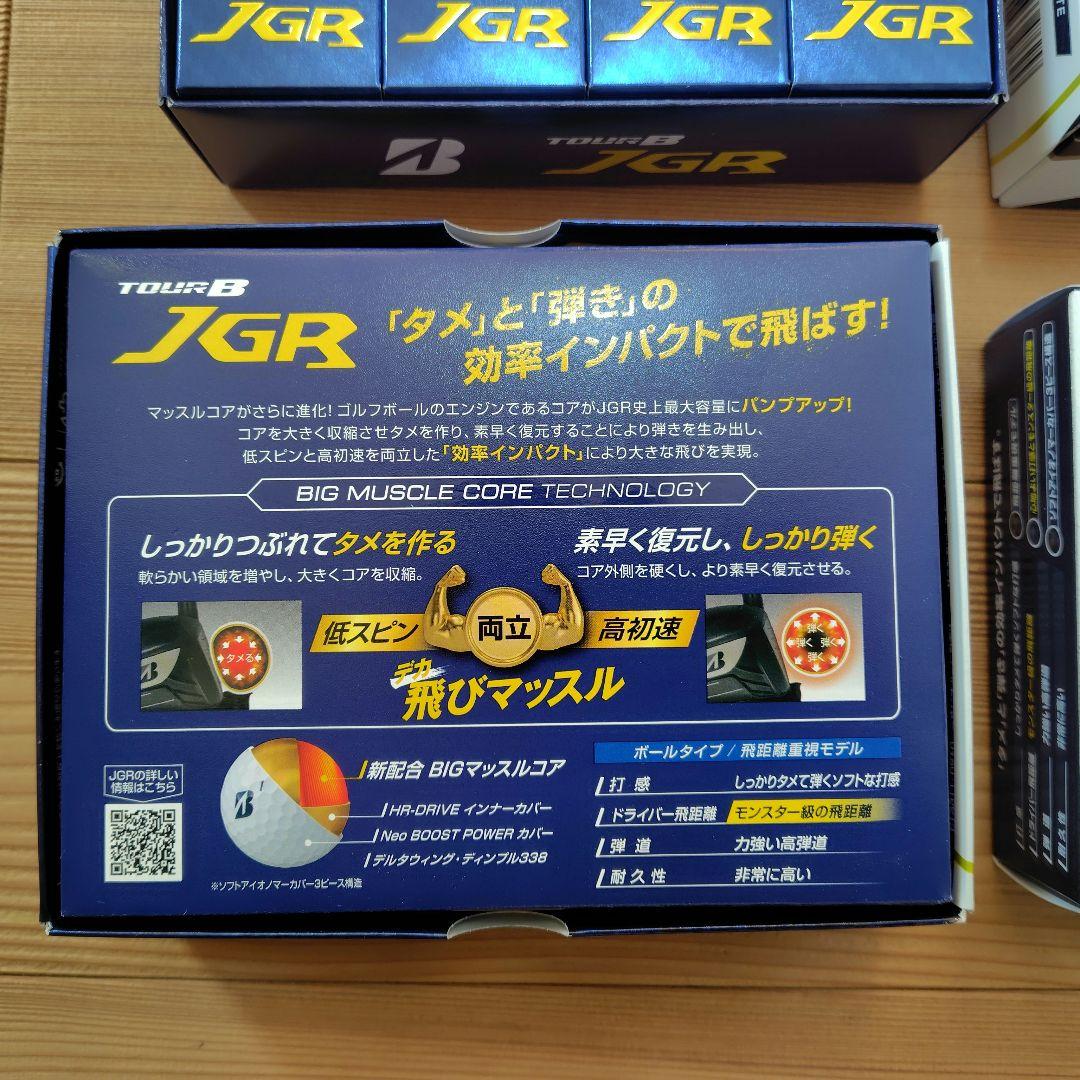 JGR
JGR
JGR
JGR
TOUR B
JGR
TE
TOUR B
JGR
「タメ」と「弾き」の
効率インパクトで飛ばす!
マッスルコアがさらに進化! ゴルフボールのエンジンであるコアがJGR史上最大容量にパンプアップ!
コアを大きく収縮させタメを作り、素早く復元することにより弾きを生み出し、
低スピンと高初速を両立した「効率インパクト」により大きな飛びを実現。
BIG MUSCLE CORE TECHNOLOGY
しっかりつぶれてタメを作る
軟らかい領域を増やし、大きくコアを収縮。
素早く復元し、しっかり弾く
コア外側を硬くし、より素早く復元させる。
タメる
低スピン
両立
高初速
弾く
弾く 弾く
弾く
デカ
飛びマッスル
JGRの詳しい
情報はこちら
新配合 BIGマッスルコア
HR-DRIVE インナーカバー
Neo BOOST POWER カバー
デルタウィング・ディンプル338
※ソフトアイオノマーカバー3ピース構造
ボールタイプ / 飛距離重視モデル
打感 しっかりタメて弾くソフトな打感
ドライバー飛距離 モンスター級の飛距離
弾道 力強い高弾道
耐久性 非常に高い